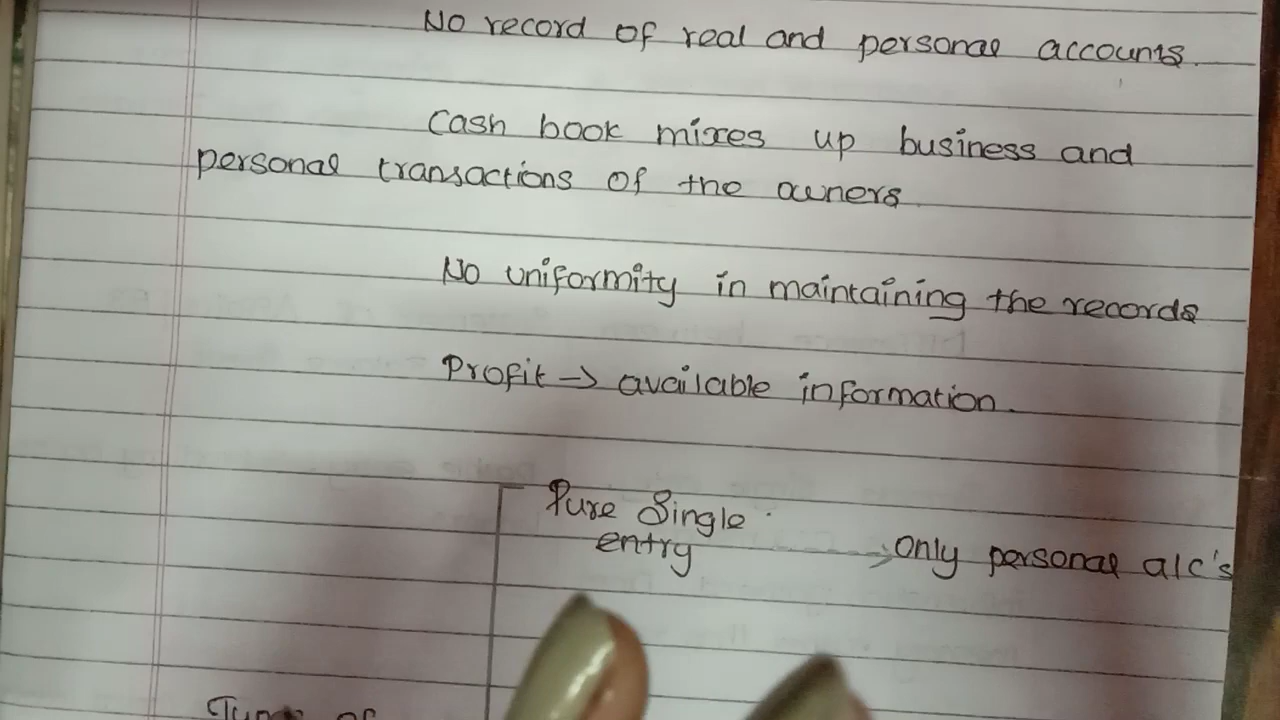 No record of real and personal accounts.
Cash book mixes up business and
personal transactions of the owners
No uniformity in maintaining the records
Profit → available information.
Pure Single
entry → Only personal a/c's
of